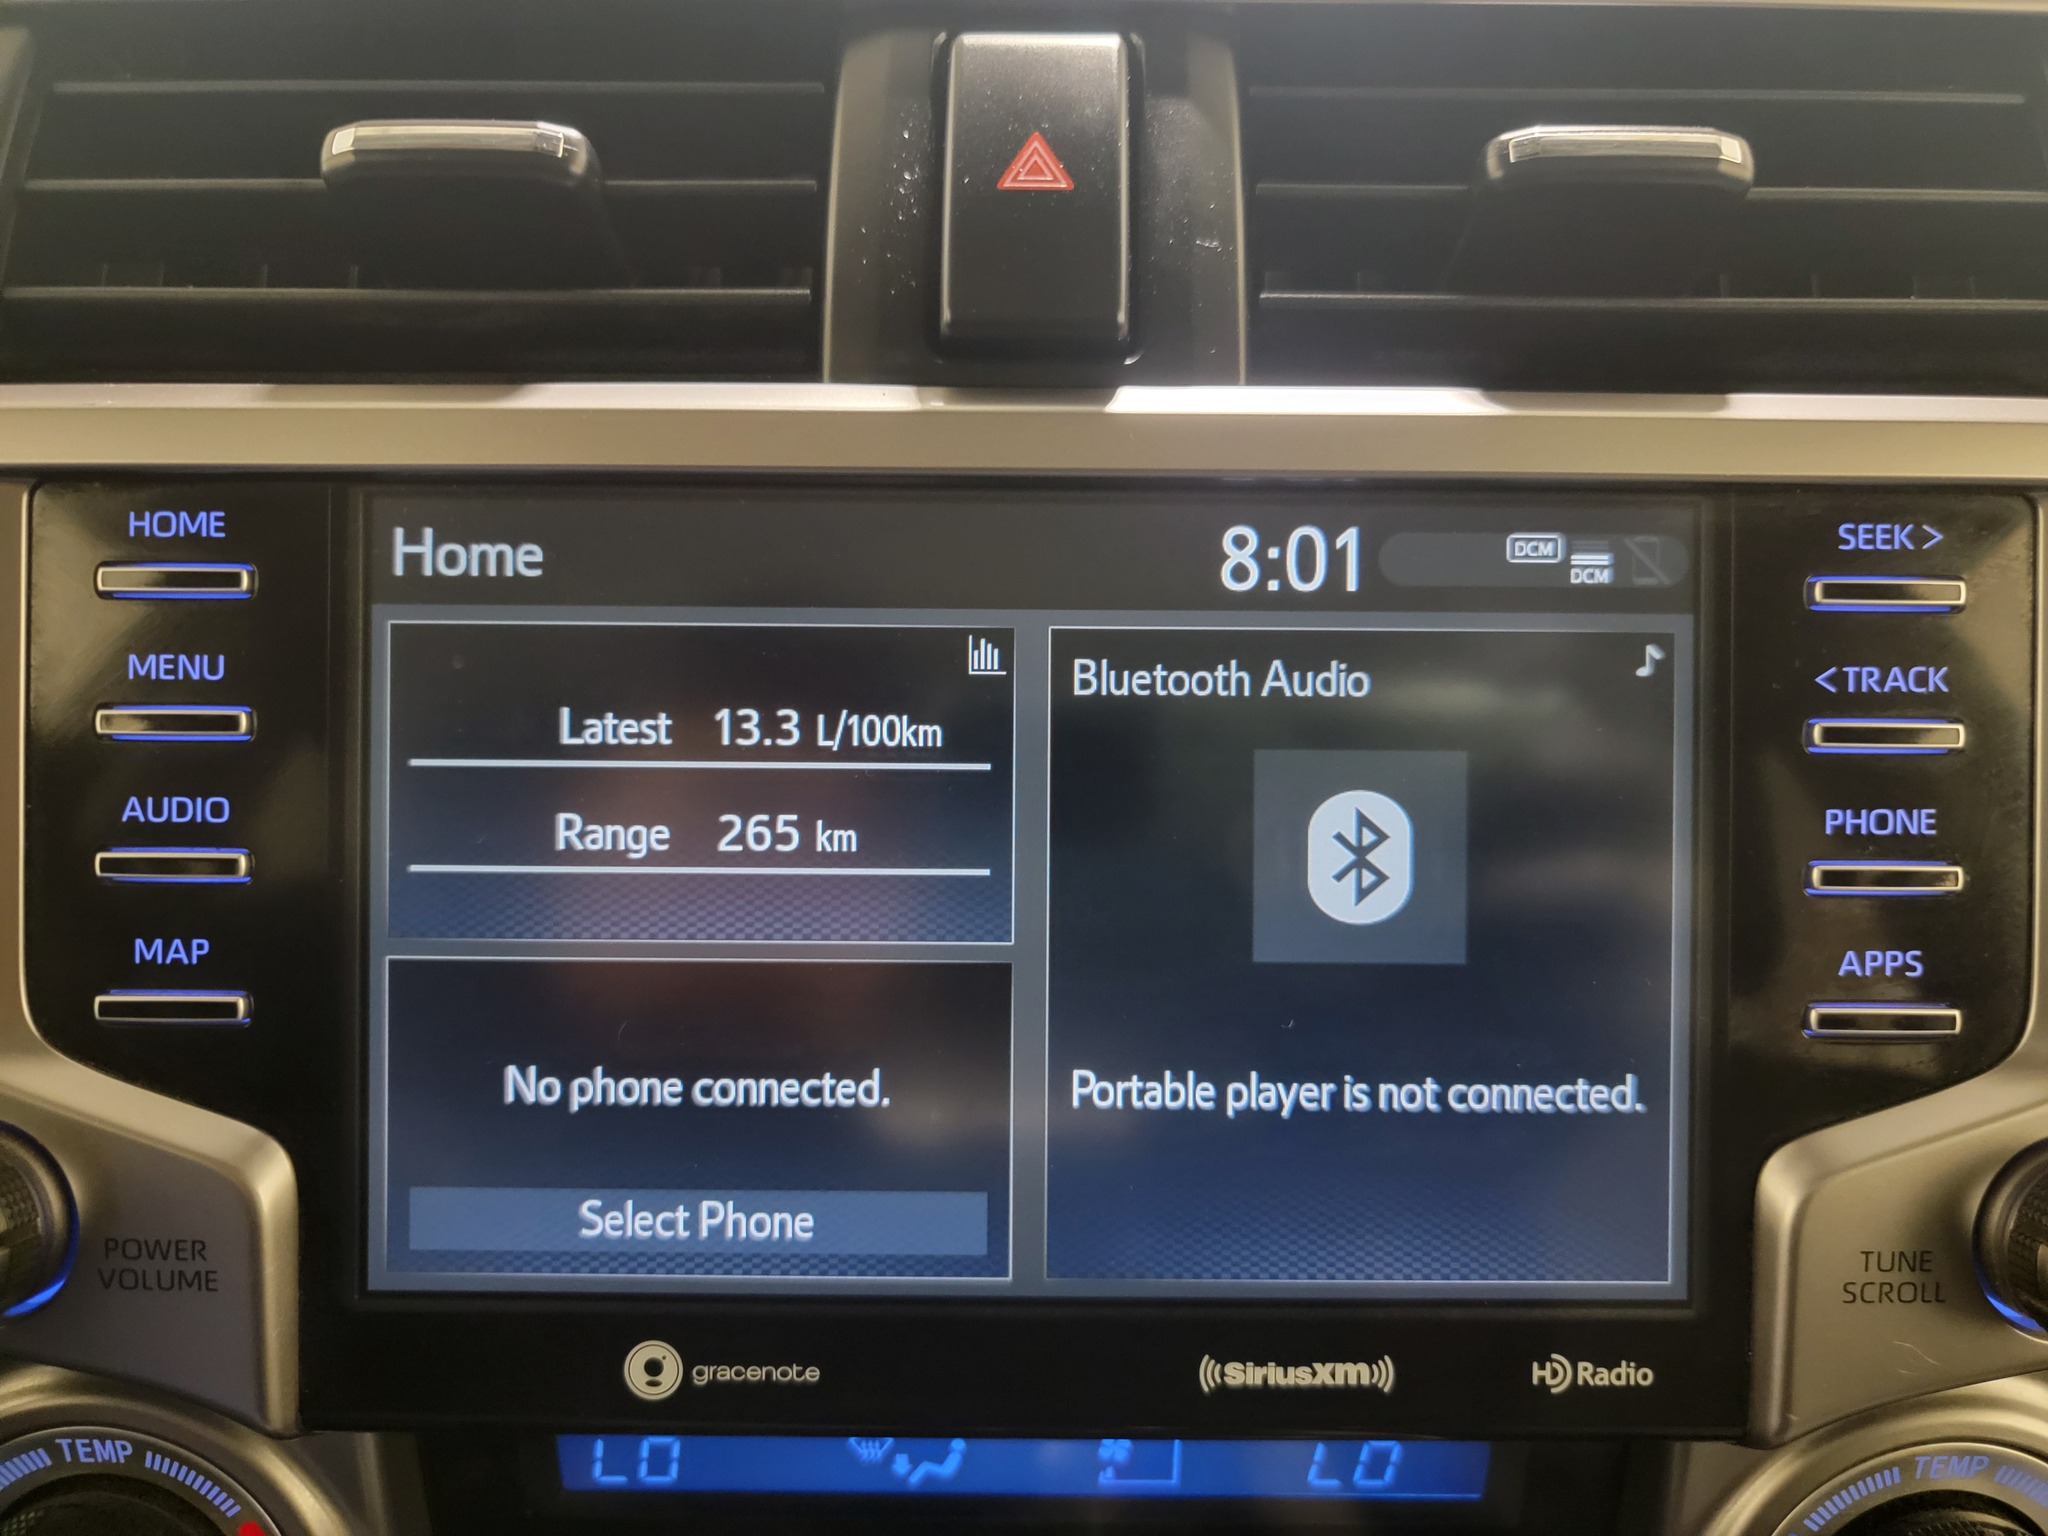 HOME
MENU
AUDIO
MAP
POWER
VOLUME
Home
8:01
DCM
DCM
Latest 13.3 L/100km
Range 265 km
No phone connected.
Select Phone
Bluetooth Audio
Portable player is not connected.
SEEK >
< TRACK
PHONE
APPS
TUNE
SCROLL
gracenote
SiriusXM
HD Radio
TEMP
LO
LO
TEMP